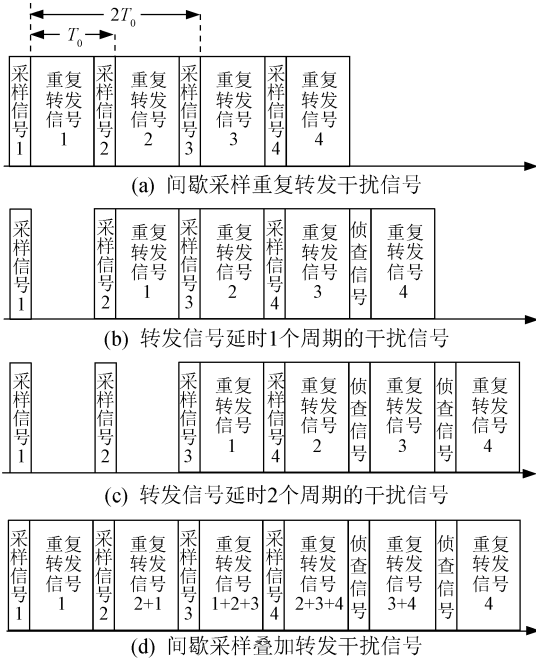 2T₀
T₀
采样信号1
重复
转发
信号
1
采样信号2
重复
转发
信号
2
采样信号3
重复
转发
信号
3
采样信号4
重复
转发
信号
4
(a) 间歇采样重复转发干扰信号
采样信号1
采样信号2
重复
转发
信号
1
采样信号3
重复
转发
信号
2
采样信号4
重复
转发
信号
3
侦查信号
重复
转发
信号
4
(b) 转发信号延时1个周期的干扰信号
采样信号1
采样信号2
采样信号3
重复
转发
信号
1
采样信号4
重复
转发
信号
2
侦查信号
重复
转发
信号
3
侦查信号
重复
转发
信号
4
(c) 转发信号延时2个周期的干扰信号
采样信号1
重复
转发
信号
1
采样信号2
重复
转发
信号
2+1
采样信号3
重复
转发
信号
1+2+3
采样信号4
重复
转发
信号
2+3+4
侦查信号
重复
转发
信号
3+4
侦查信号
重复
转发
信号
4
(d) 间歇采样叠加转发干扰信号